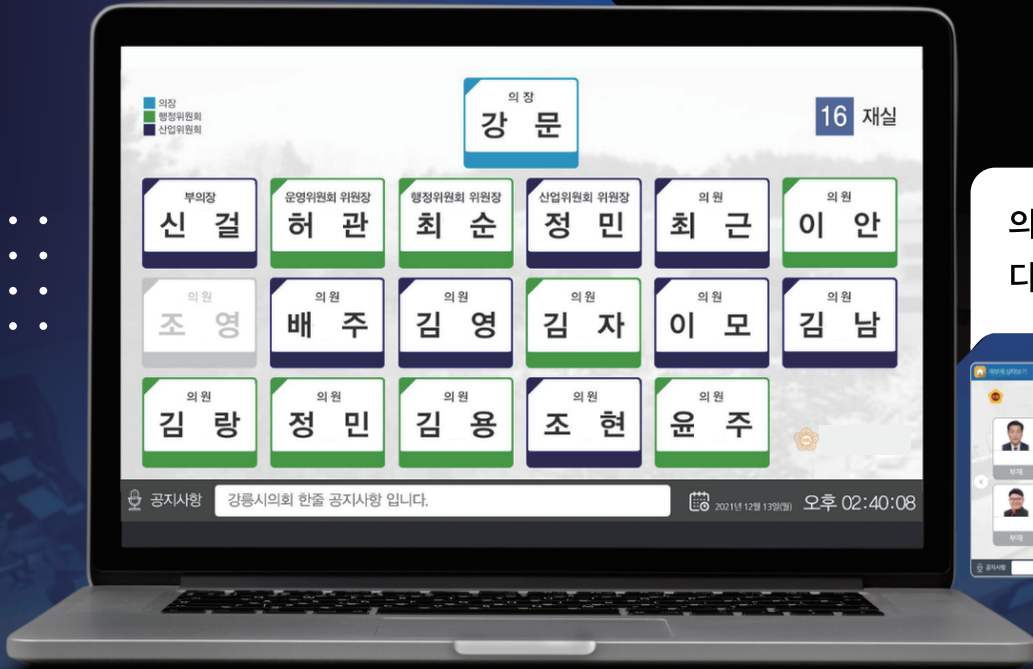 의장
행정위원회
산업위원회
의장
강 문
16 재실
부의장
신 걸
운영위원회 위원장
허 관
행정위원회 위원장
최 순
산업위원회 위원장
정 민
의원
최 근
의원
이 안
의원
조 영
의원
배 주
의원
김 영
의원
김 자
의원
이 모
의원
김 남
의원
김 랑
의원
정 민
의원
김 용
의원
조 현
의원
윤 주
공지사항 강릉시의회 한줄 공지사항 입니다.
2021년 12월 13일(월) 오후 02:40:08
의
부재
부재
공지사항